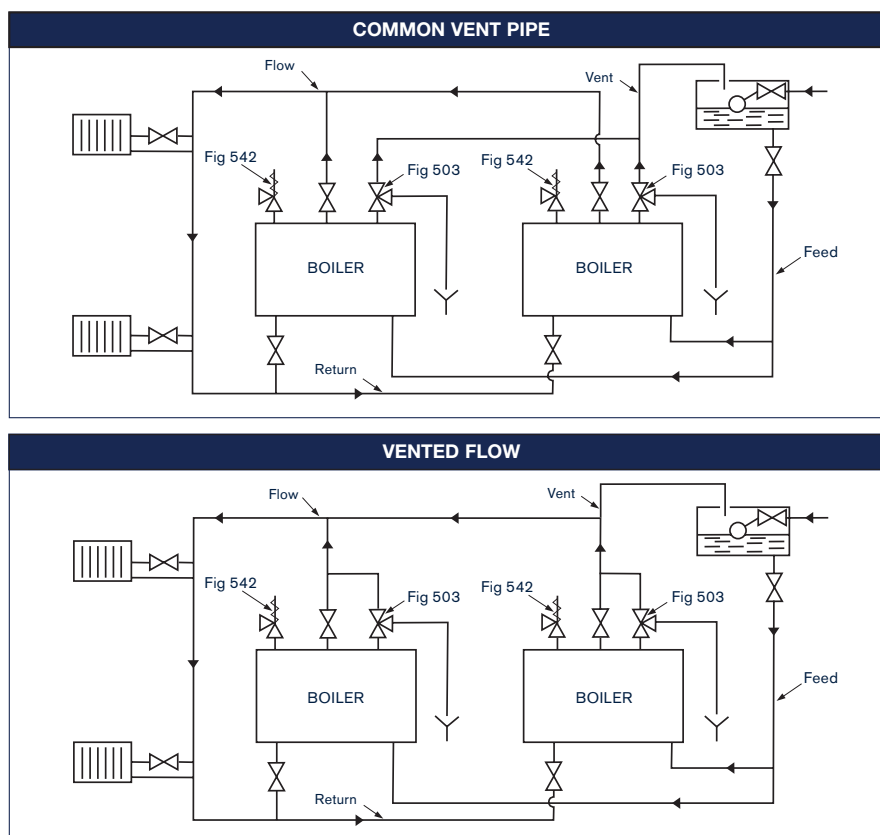 COMMON VENT PIPE
Flow
Vent
Fig 542
Fig 503
Fig 542
Fig 503
BOILER
BOILER
Feed
Return
VENTED FLOW
Flow
Vent
Fig 542
Fig 503
Fig 542
Fig 503
BOILER
BOILER
Feed
Return